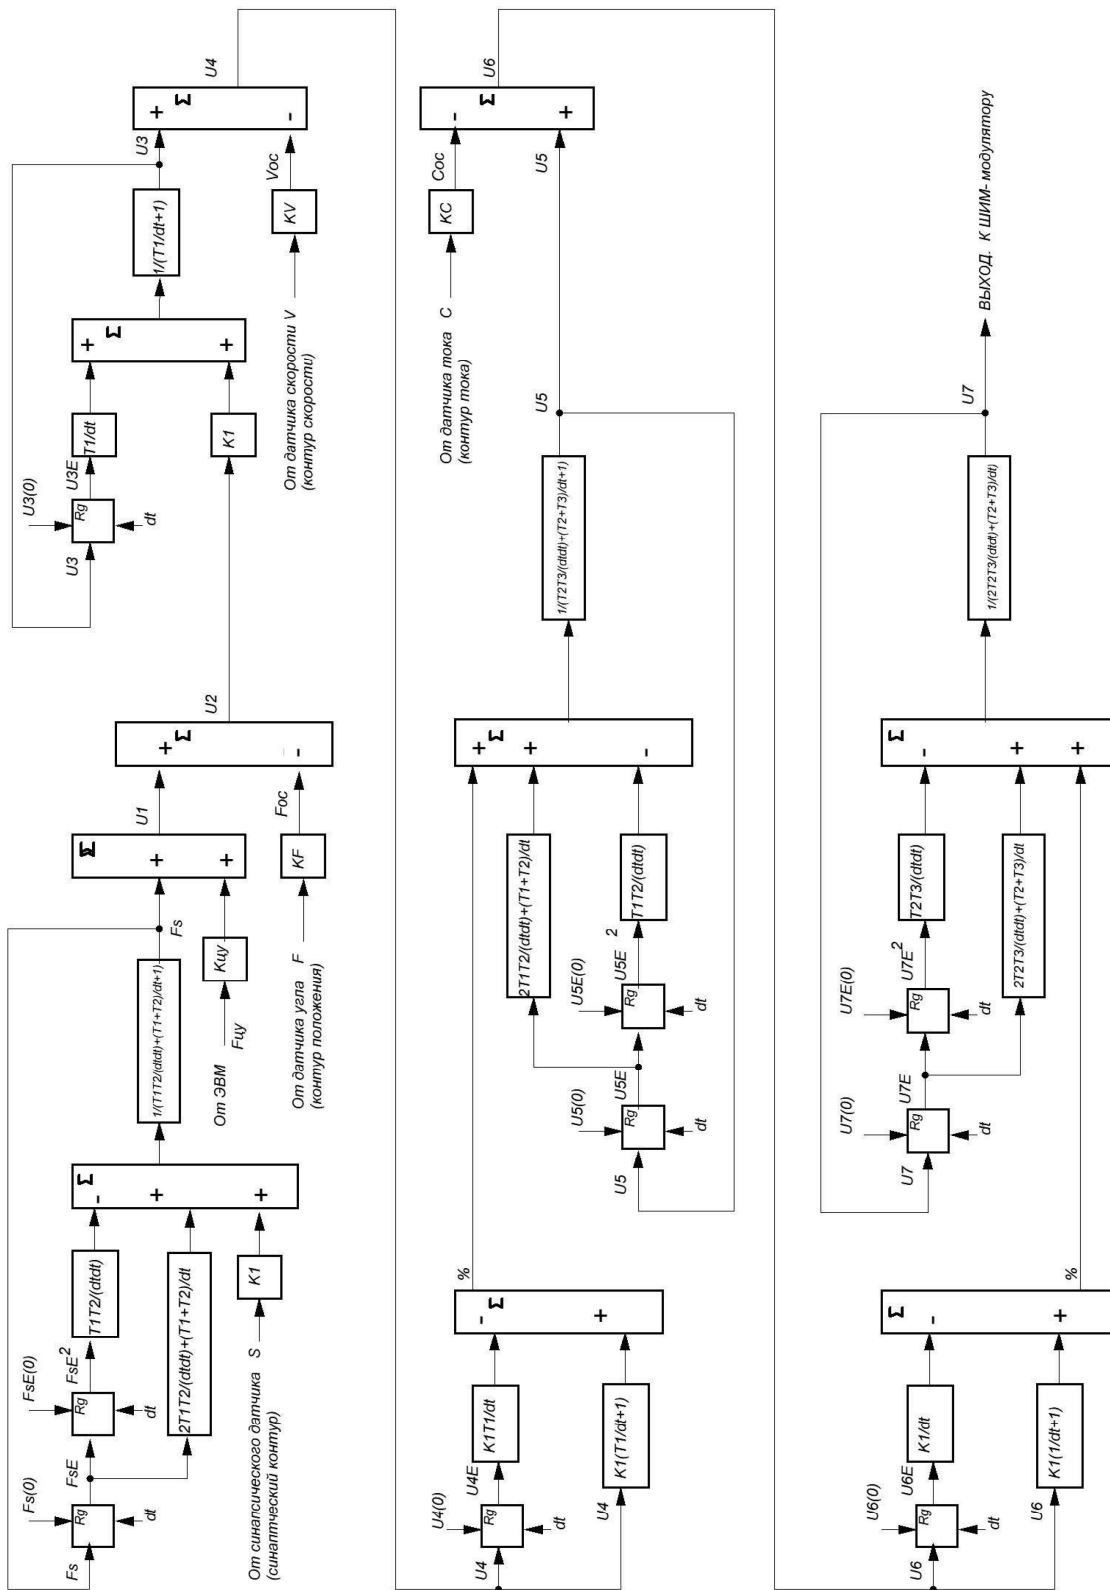 Fs(0)
FsE(0)
Fs
Rg
dt
FsE
Rg
dt
FsE 2
T1T2/(dtdt)
2T1T2/(dtdt)+(T1+T2)/dt
От синапсического датчика S
(синаптческий контур)
K1
Σ
-
+
+
1/(T1T2/(dtdt)+(T1+T2)/dt+1)
Fs
От ЭВМ
Fцу
Kцу
Σ
+
+
U1
От датчика угла F
(контур положения)
KF
Foc
Σ
+
-
U2
U3(0)
U3
Rg
dt
U3E
T1/dt
K1
Σ
+
+
1/(T1/dt+1)
U3
От датчика скорости V
(контур скорости)
KV
Voc
Σ
+
-
U4
U4(0)
U4
Rg
dt
U4E
K1T1/dt
U4
K1(T1/dt+1)
Σ
-
+
%
U5(0)
U5E(0)
U5
Rg
dt
U5E
Rg
dt
U5E 2
T1T2/(dtdt)
2T1T2/(dtdt)+(T1+T2)/dt
Σ
+
+
-
1/(T2T3/(dtdt)+(T2+T3)/dt+1)
U5
От датчика тока C
(контур тока)
KC
Coc
U5
Σ
-
+
U6
U6(0)
U6
Rg
dt
U6E
K1/dt
U6
K1(1/dt+1)
Σ
-
+
%
U7(0)
U7E(0)
U7
Rg
dt
U7E
Rg
dt
U7E 2
T2T3/(dtdt)
2T2T3/(dtdt)+(T2+T3)/dt
Σ
-
+
+
1/(2T2T3/(dtdt)+(T2+T3)/dt)
U7
ВЫХОД. К ШИМ- модулятору